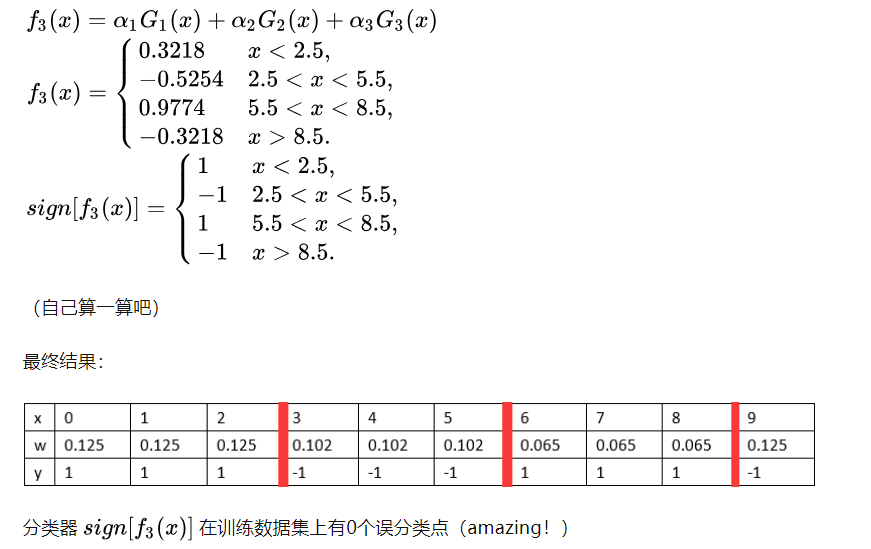 f₃(x) = α₁G₁(x) + α₂G₂(x) + α₃G₃(x)
f₃(x) = { 0.3218 x < 2.5,
−0.5254 2.5 < x < 5.5,
0.9774 5.5 < x < 8.5,
−0.3218 x > 8.5.
sign[f₃(x)] = { 1 x < 2.5,
−1 2.5 < x < 5.5,
1 5.5 < x < 8.5,
−1 x > 8.5.
（自己算一算吧）
最终结果：
x 0 1 2 3 4 5 6 7 8 9
w 0.125 0.125 0.125 0.102 0.102 0.102 0.065 0.065 0.065 0.125
y 1 1 1 -1 -1 -1 1 1 1 -1
分类器 sign[f₃(x)] 在训练数据集上有0个误分类点（amazing！）